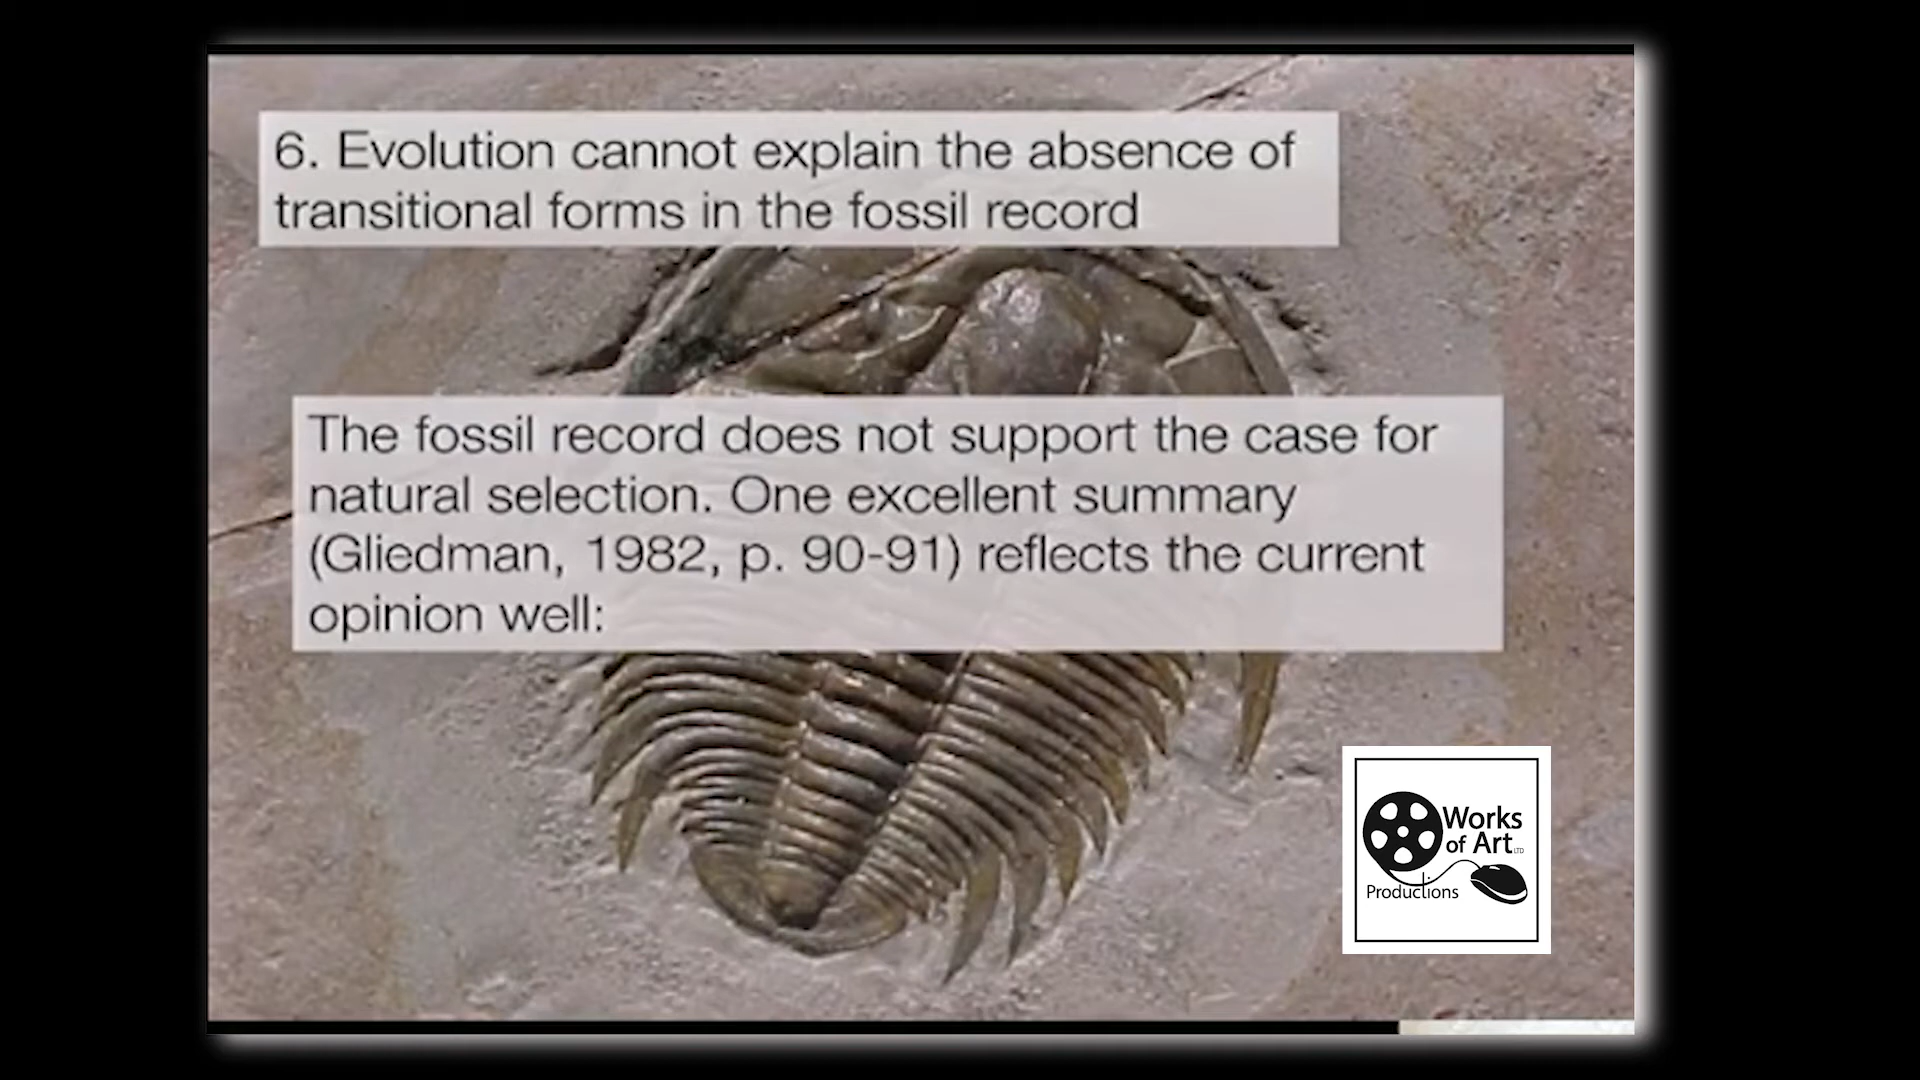 6. Evolution cannot explain the absence of
transitional forms in the fossil record
The fossil record does not support the case for
natural selection. One excellent summary
(Gliedman, 1982, p. 90-91) reflects the current
opinion well:
Works
of Art LTD
Productions